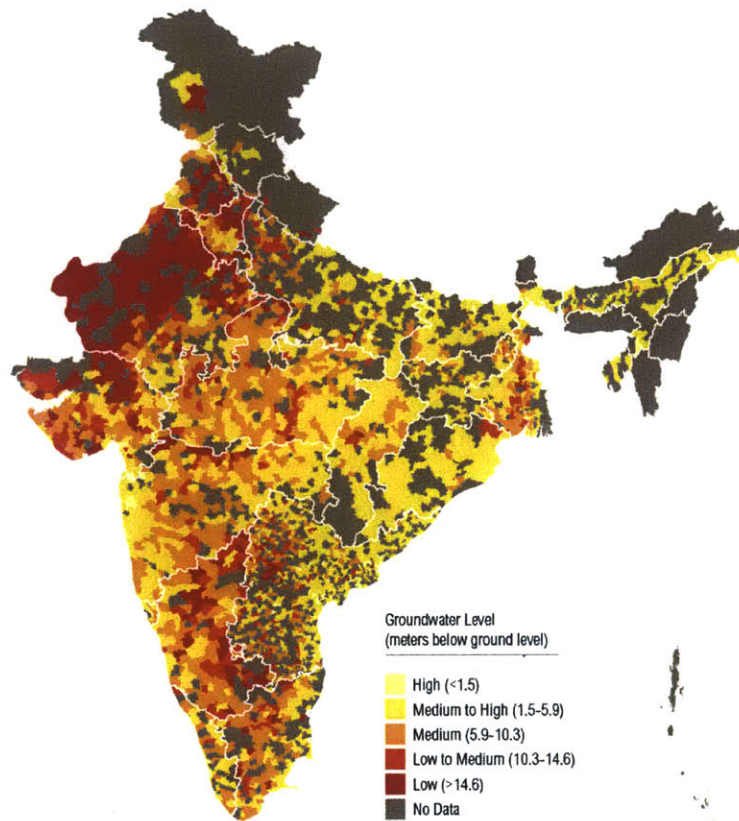 Groundwater Level
(meters below ground level)
High (<1.5)
Medium to High (1.5-5.9)
Medium (5.9-10.3)
Low to Medium (10.3-14.6)
Low (>14.6)
No Data